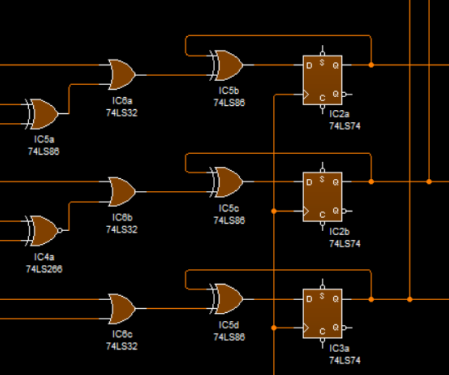 D S Q
Q
C
IC6a
74LS32
IC5b
74LS86
IC2a
74LS74
IC5a
74LS86
D S Q
Q
C
IC6b
74LS32
IC5c
74LS86
IC2b
74LS74
IC4a
74LS266
D S Q
Q
C
IC6c
74LS32
IC5d
74LS86
IC3a
74LS74